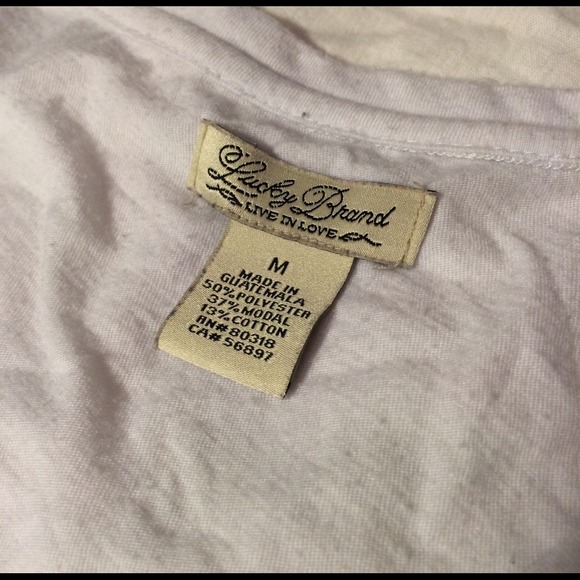 Lucky Brand
LIVE IN LOVE
M
MADE IN
GUATEMALA
50% POLYESTER
37% MODAL
13% COTTON
RN# 80318
CA# 56897